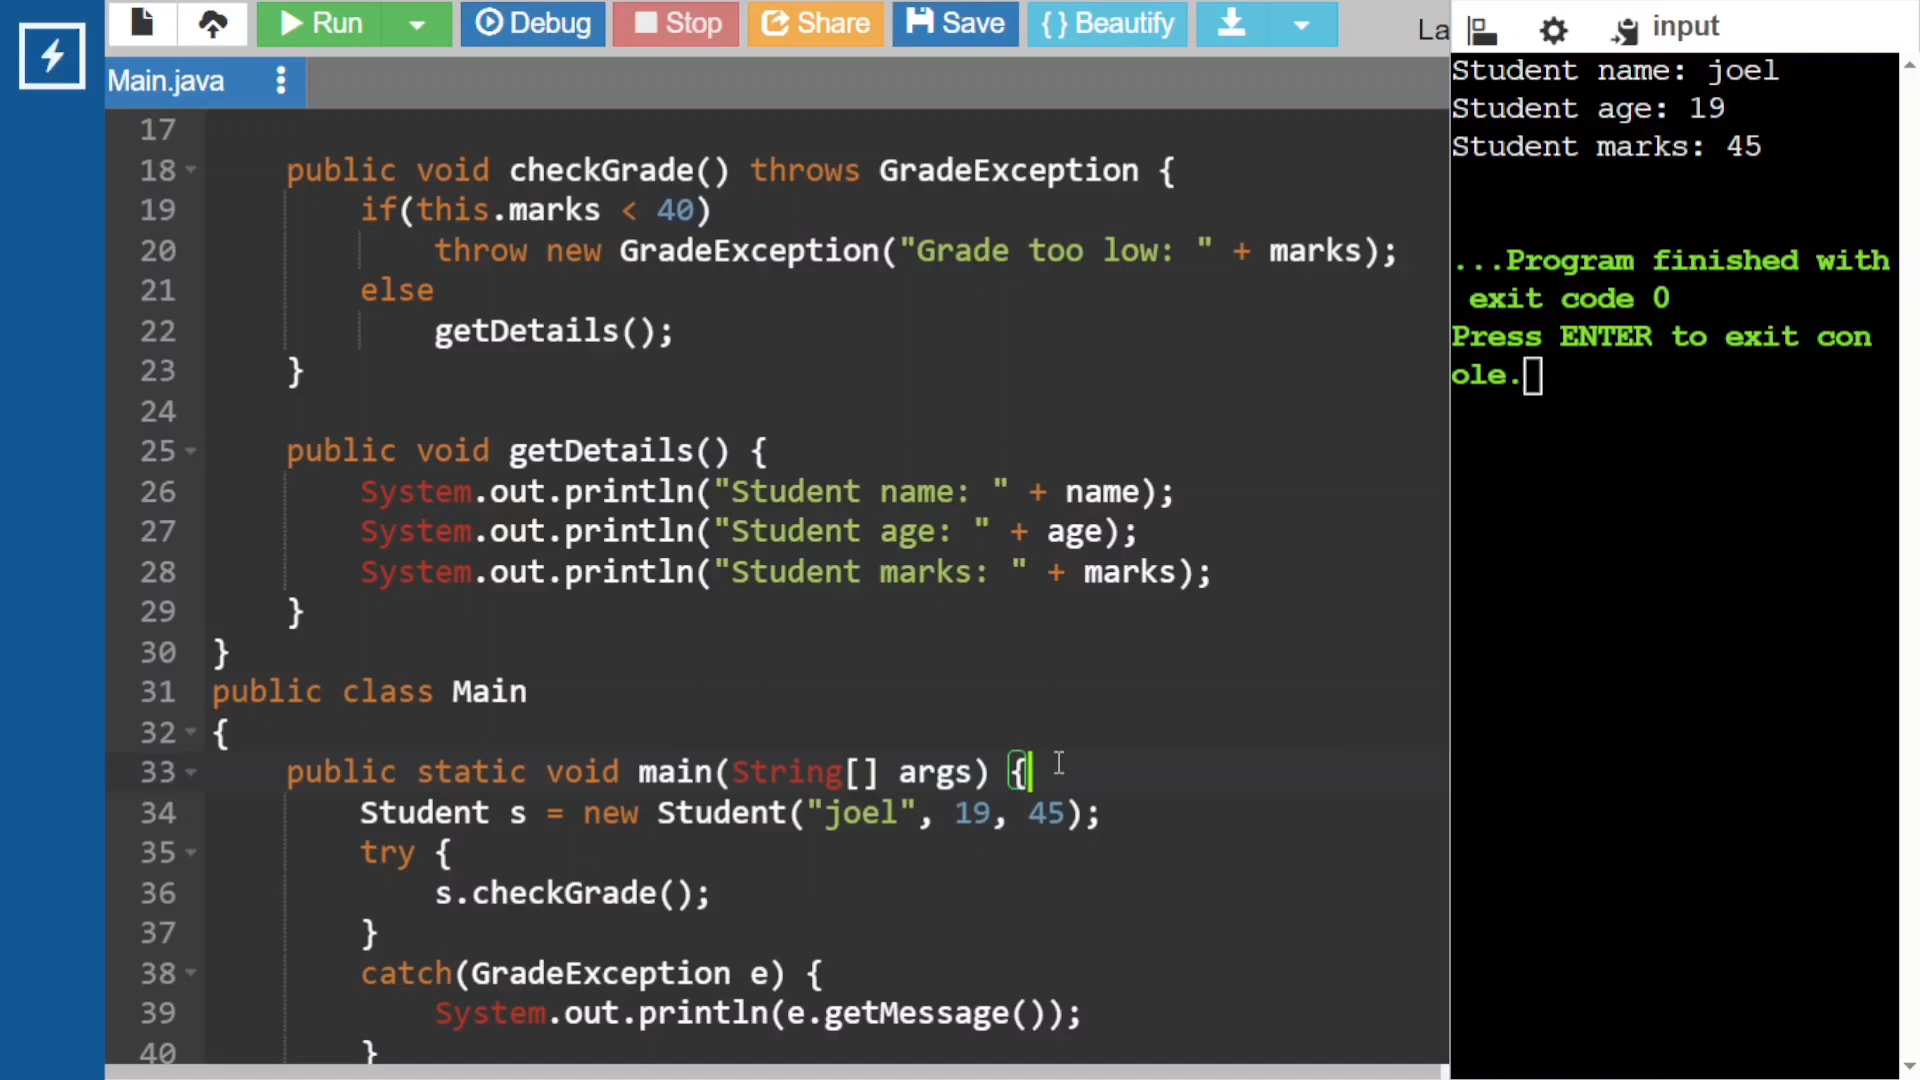 Run Debug Stop Share Save { } Beautify La input
Main.java
17
18 public void checkGrade() throws GradeException {
19 if(this.marks < 40)
20 throw new GradeException("Grade too low: " + marks);
21 else
22 getDetails();
23 }
24
25 public void getDetails() {
26 System.out.println("Student name: " + name);
27 System.out.println("Student age: " + age);
28 System.out.println("Student marks: " + marks);
29 }
30 }
31 public class Main
32 {
33 public static void main(String[] args) {
34 Student s = new Student("joel", 19, 45);
35 try {
36 s.checkGrade();
37 }
38 catch(GradeException e) {
39 System.out.println(e.getMessage());
40 }
Student name: joel
Student age: 19
Student marks: 45
...Program finished with
exit code 0
Press ENTER to exit con
ole.